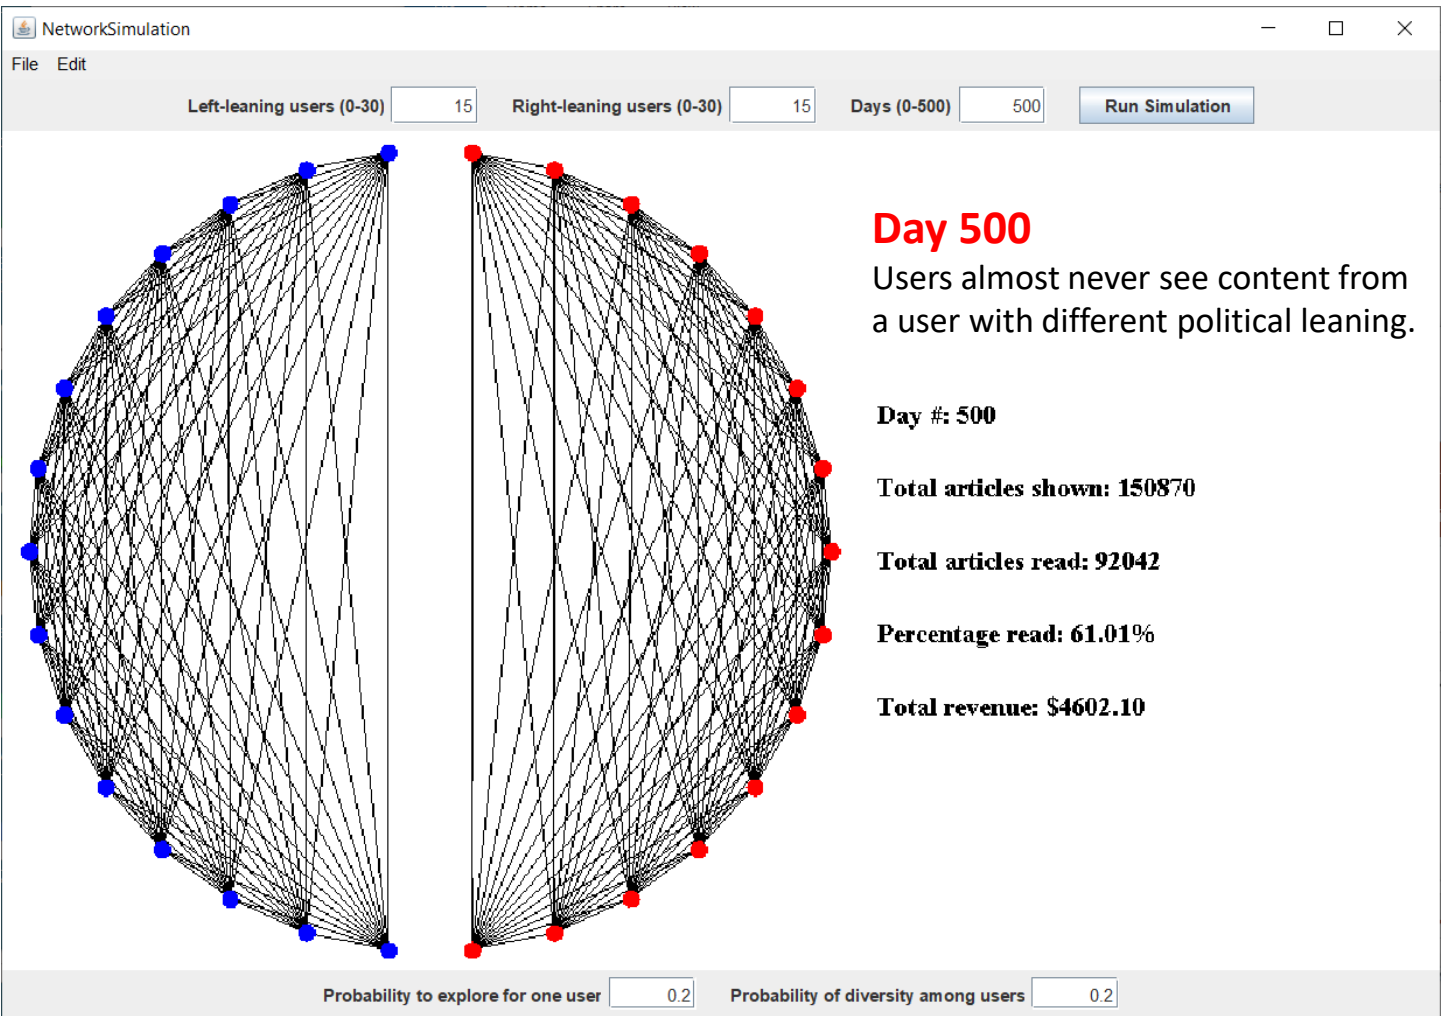 NetworkSimulation
File Edit
Left-leaning users (0-30) 15 Right-leaning users (0-30) 15 Days (0-500) 500 Run Simulation
Day 500
Users almost never see content from
a user with different political leaning.
Day #: 500
Total articles shown: 150870
Total articles read: 92042
Percentage read: 61.01%
Total revenue: $4602.10
Probability to explore for one user 0.2 Probability of diversity among users 0.2